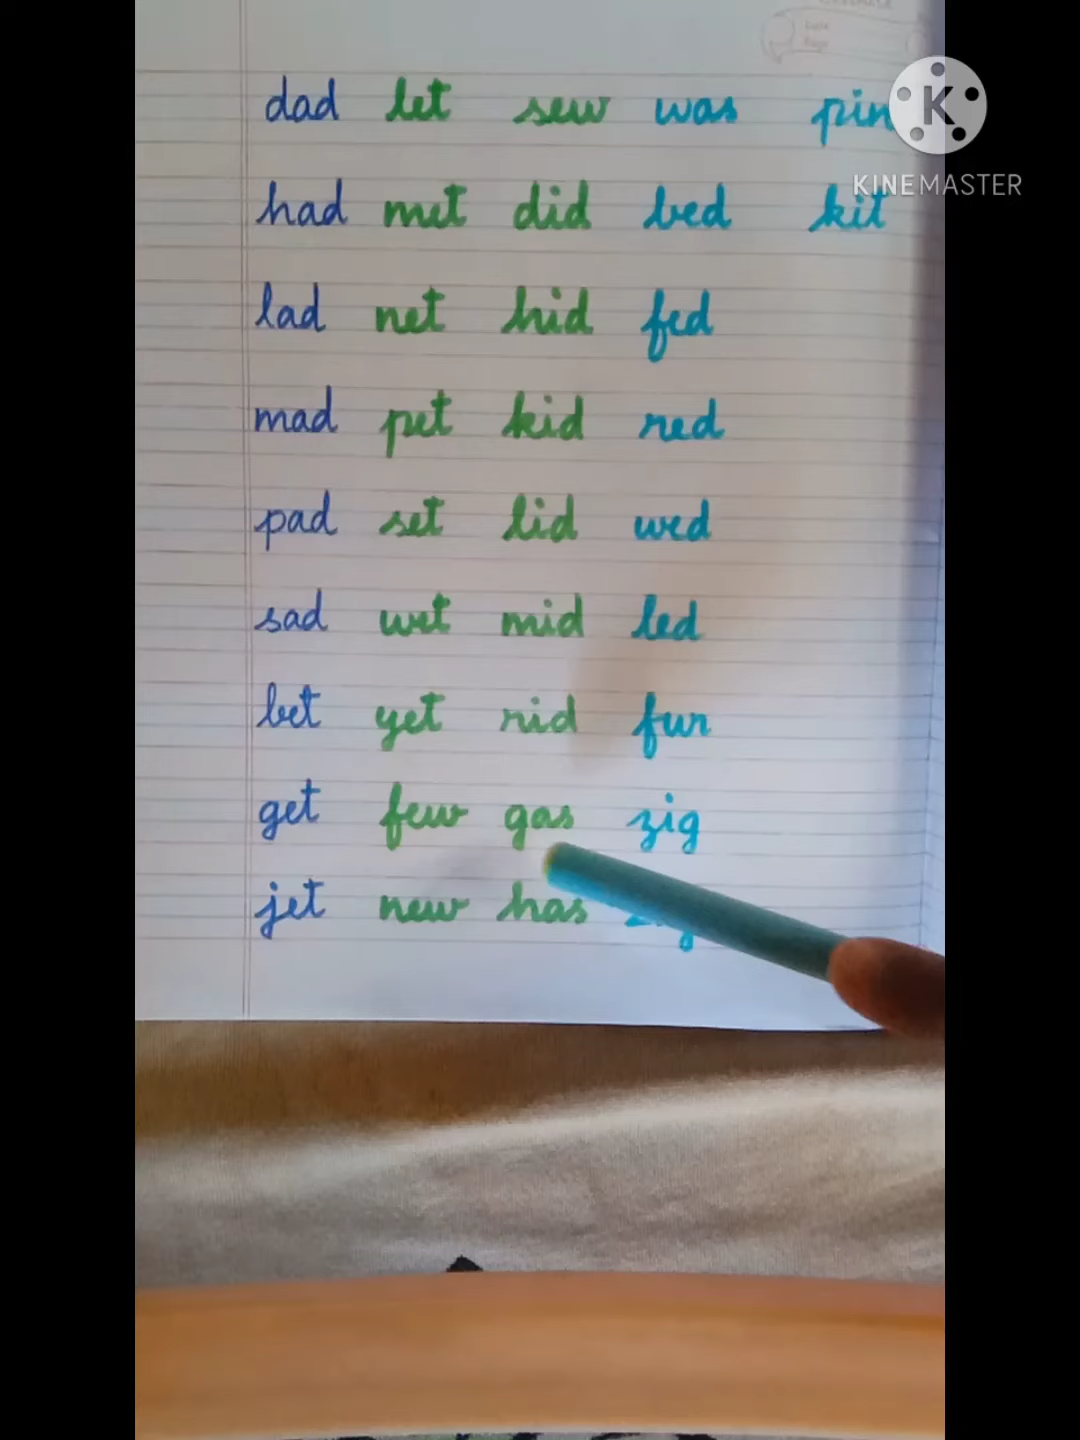 dad let sew was pin
had met did bed kit
lad net hid fed
mad pet kid red
pad set lid wed
sad wet mid led
bet yet rid fur
get few gas zig
jet new has
KINEMASTER